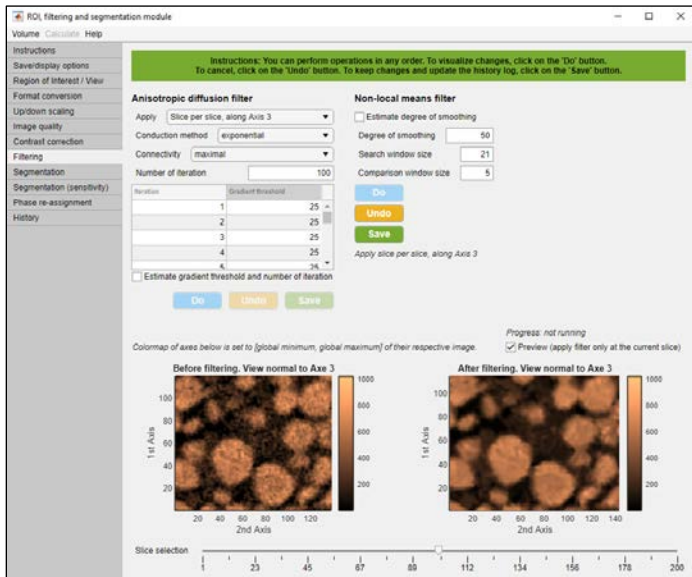 ROI, filtering and segmentation module
Volume Calculate Help
Instructions
Save/display options
Region of Interest / View
Format conversion
Up/down scaling
Image quality
Contrast correction
Filtering
Segmentation
Segmentation (sensitivity)
Phase re-assignment
History
Instructions: You can perform operations in any order. To visualize changes, click on the 'Do' button.
To cancel, click on the 'Undo' button. To keep changes and update the history log, click on the 'Save' button.
Anisotropic diffusion filter
Apply Slice per slice, along Axis 3
Conduction method exponential
Connectivity maximal
Number of iteration 100
Iteration Gradient threshold
1 25
2 25
3 25
4 25
5 25
Estimate gradient threshold and number of iteration
Do Undo Save
Non-local means filter
Estimate degree of smoothing
Degree of smoothing 50
Search window size 21
Comparison window size 5
Do
Undo
Save
Apply slice per slice, along Axis 3
Progress: not running
Colormap of axes below is set to [global minimum, global maximum] of their respective image.
Preview (apply filter only at the current slice)
Before filtering. View normal to Axe 3
1st Axis
100
80
60
40
20
20 40 60 80 100 120
2nd Axis
1000
800
600
400
200
After filtering. View normal to Axe 3
1st Axis
100
80
60
40
20
20 40 60 80 100 120 140
2nd Axis
1000
800
600
400
200
Slice selection
1 23 45 67 89 112 134 156 178 200